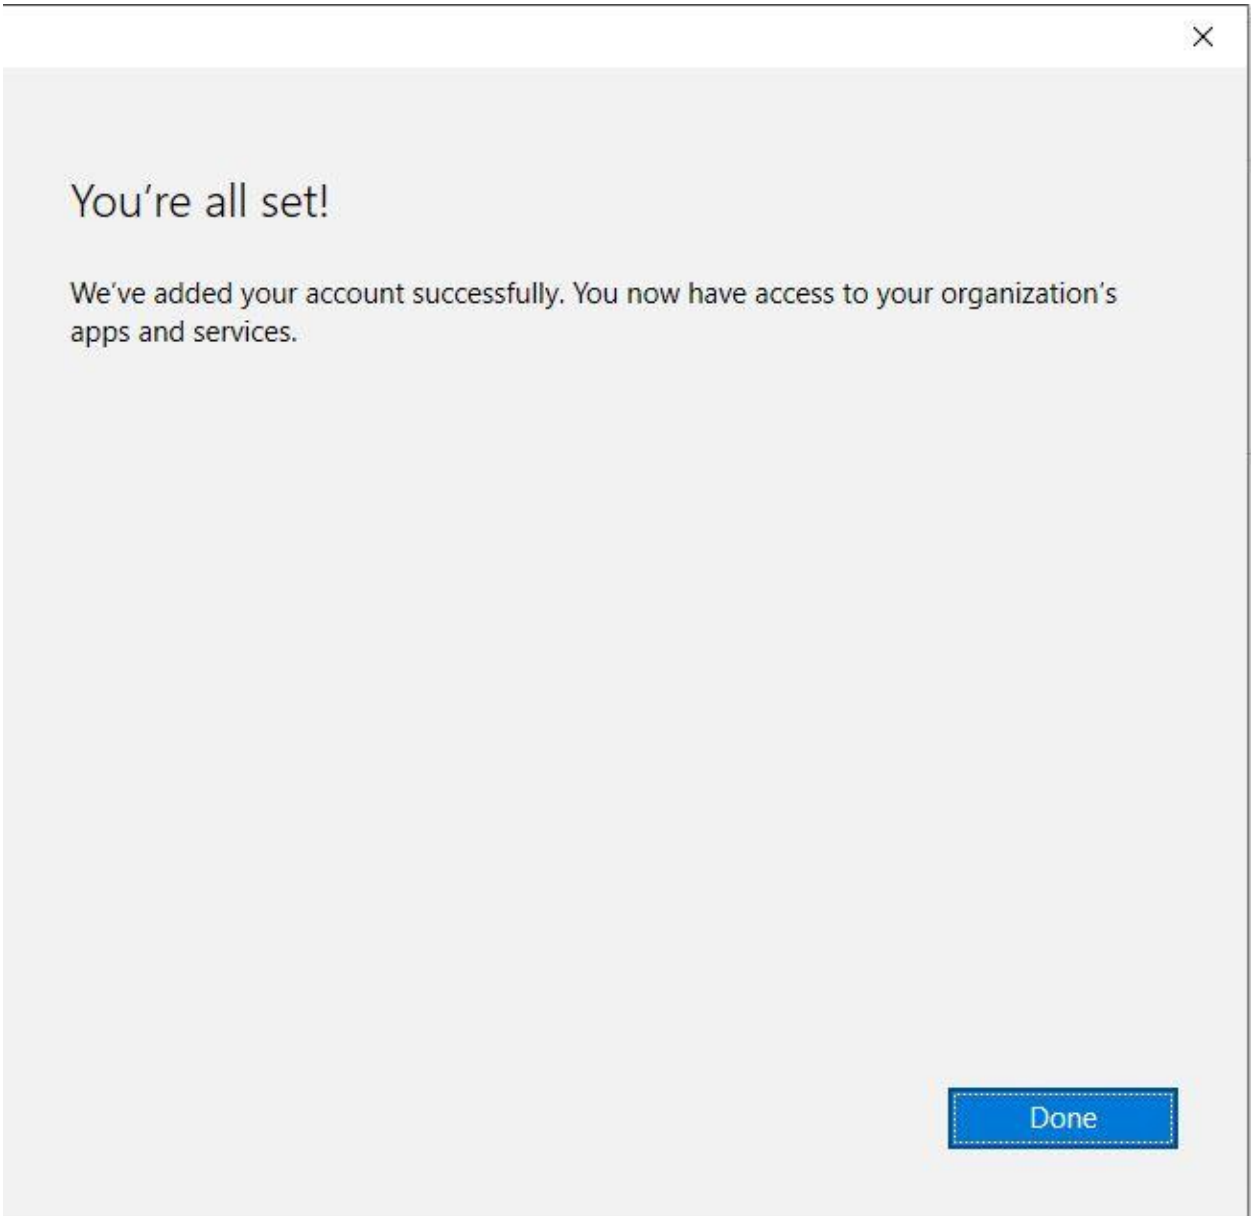 You’re all set!
We’ve added your account successfully. You now have access to your organization’s
apps and services.
Done